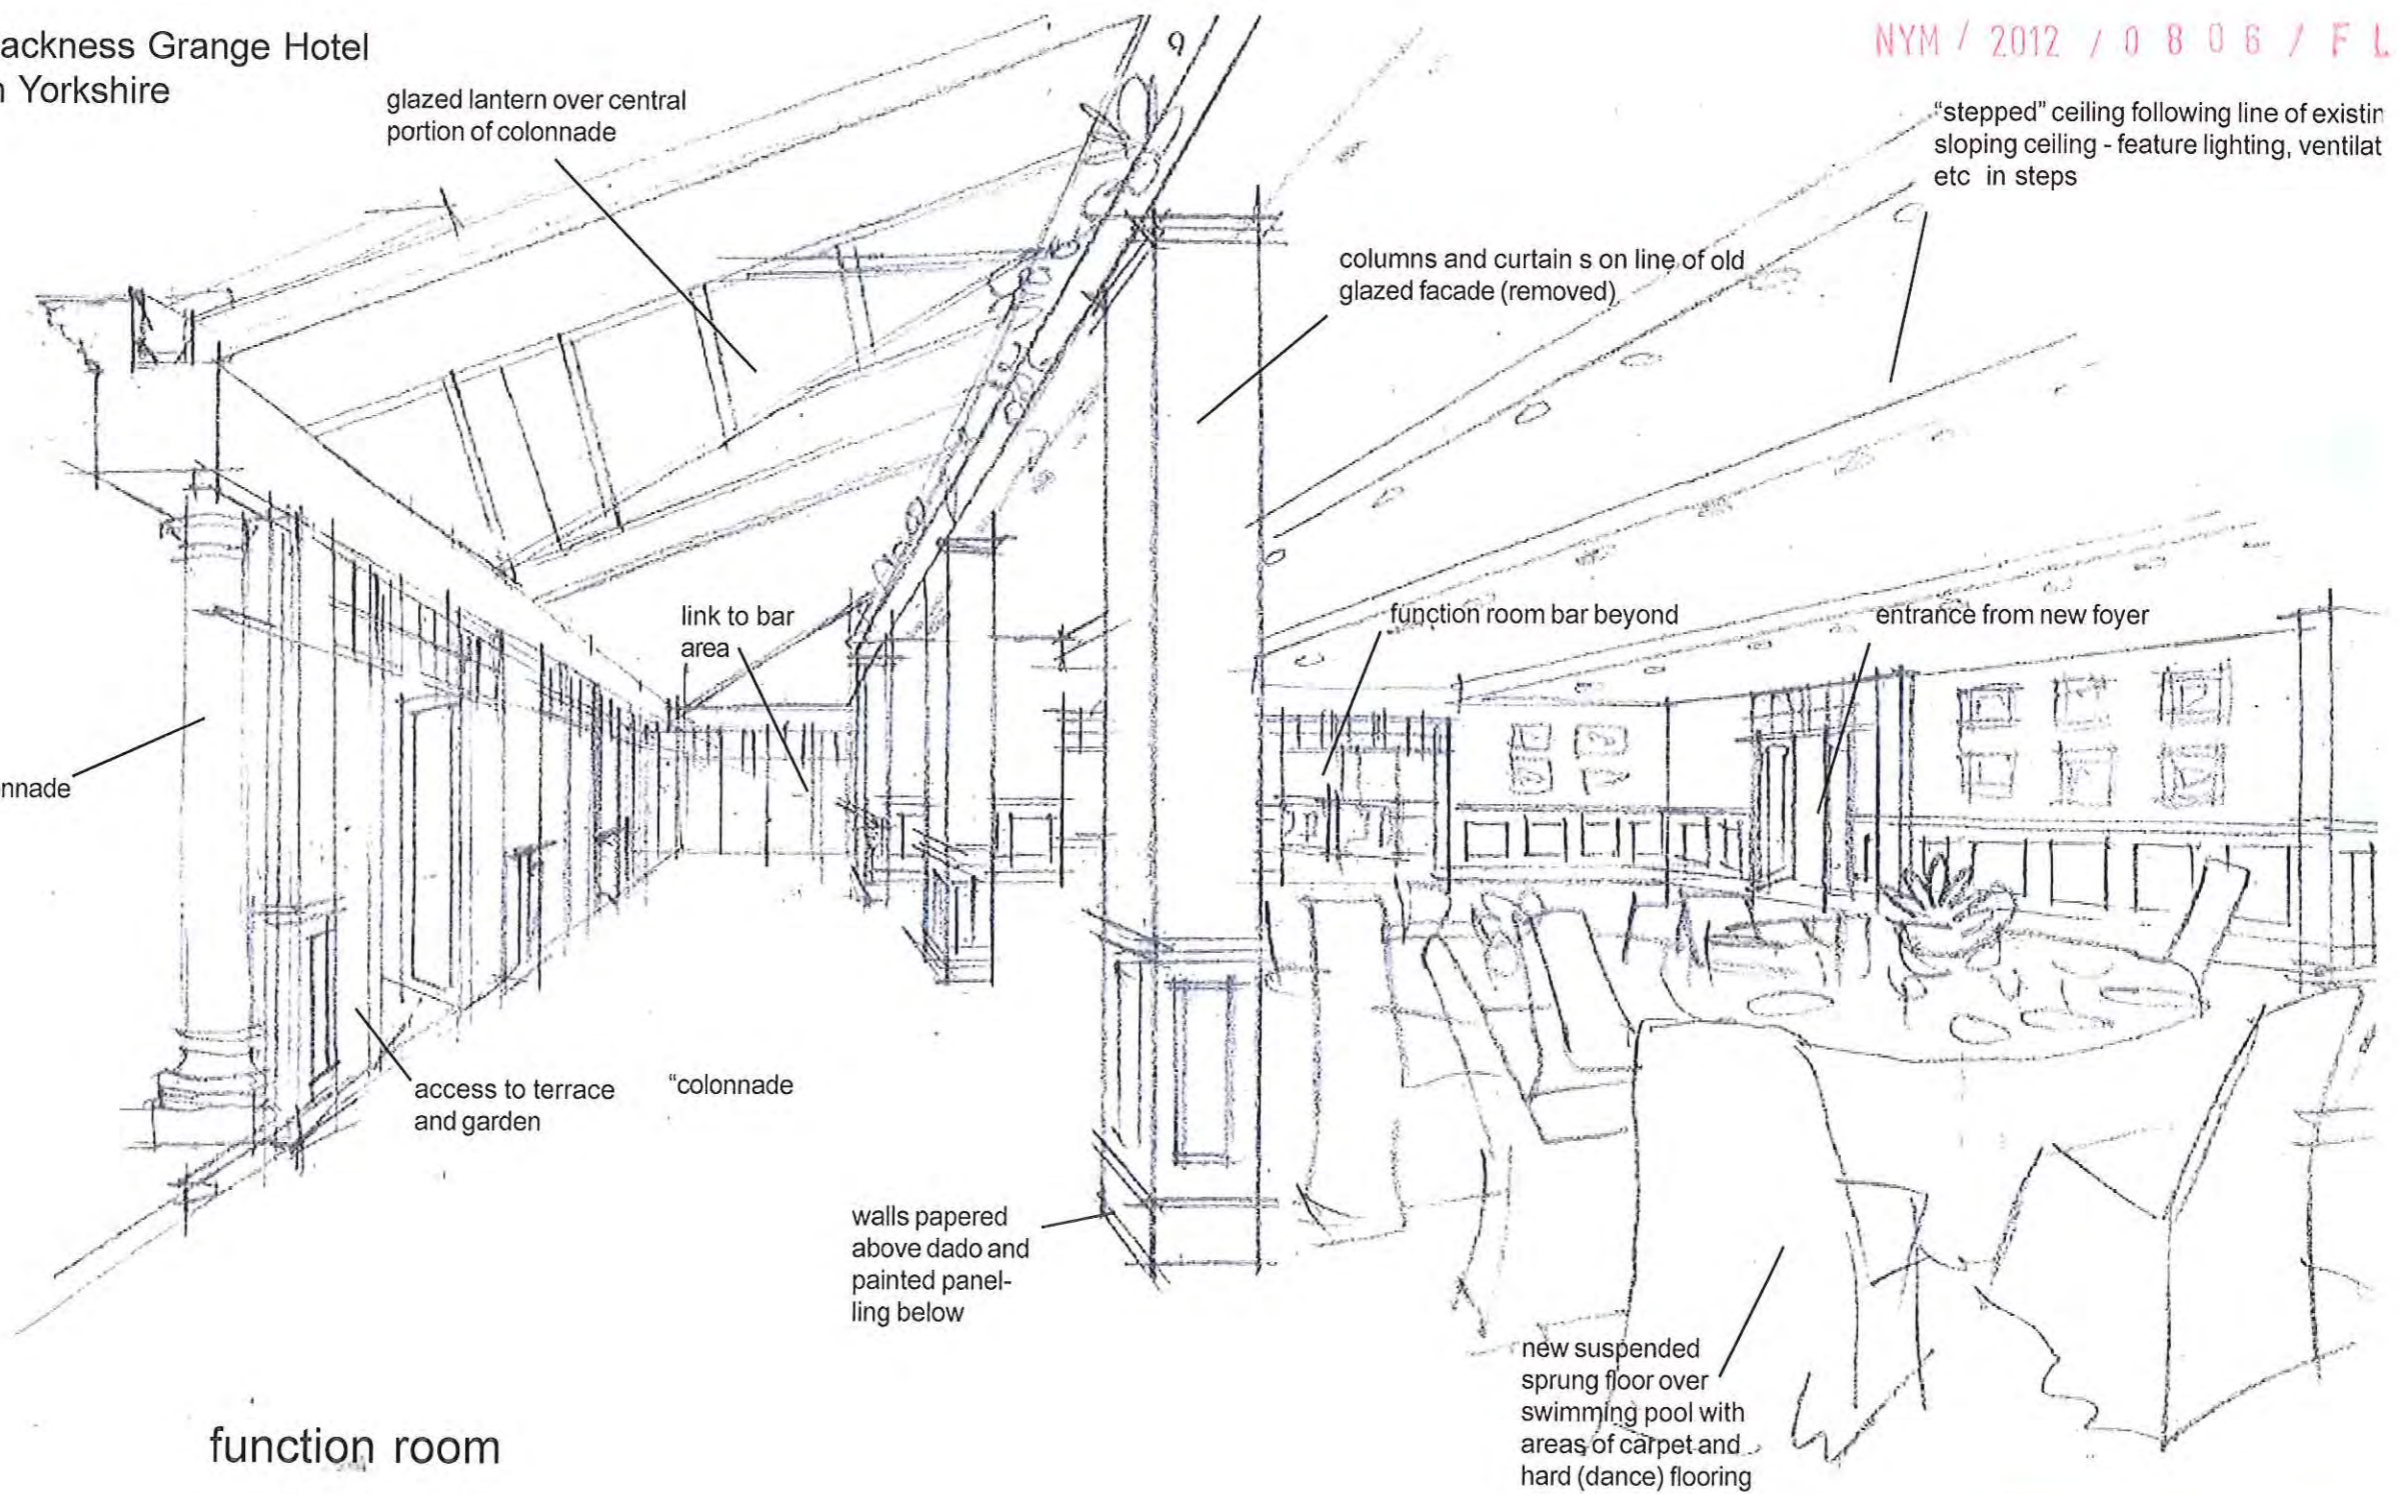 ackness Grange Hotel
n Yorkshire
NYM / 2012 / 0 8 0 6 / F L
glazed lantern over central
portion of colonnade
"stepped" ceiling following line of existin
sloping ceiling - feature lighting, ventilat
etc in steps
columns and curtain s on line of old
glazed facade (removed)
link to bar
area
function room bar beyond
entrance from new foyer
nnade
access to terrace
and garden
"colonnade
walls papered
above dado and
painted panel-
ling below
new suspended
sprung floor over
swimming pool with
areas of carpet and
hard (dance) flooring
function room